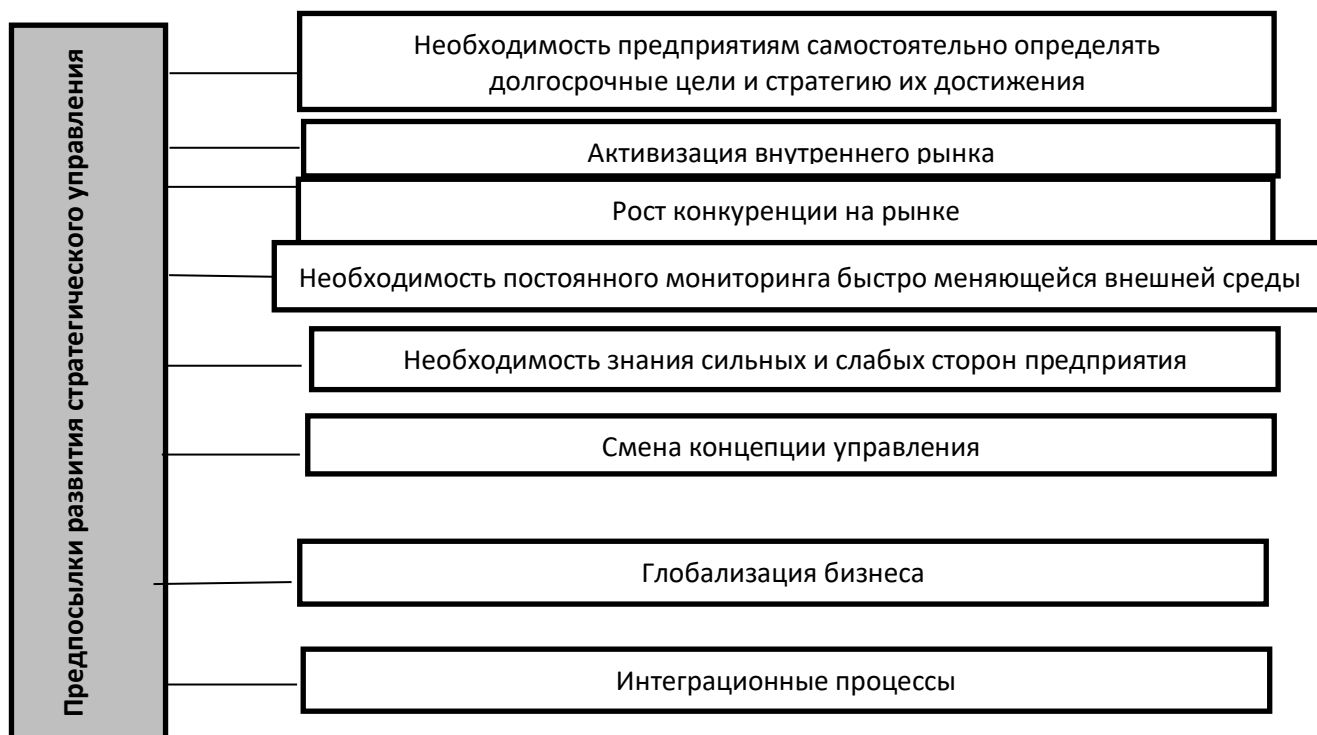 Предпосылки развития стратегического управления
Необходимость предприятиям самостоятельно определять
долгосрочные цели и стратегию их достижения
Активизация внутреннего рынка
Рост конкуренции на рынке
Необходимость постоянного мониторинга быстро меняющейся внешней среды
Необходимость знания сильных и слабых сторон предприятия
Смена концепции управления
Глобализация бизнеса
Интеграционные процессы